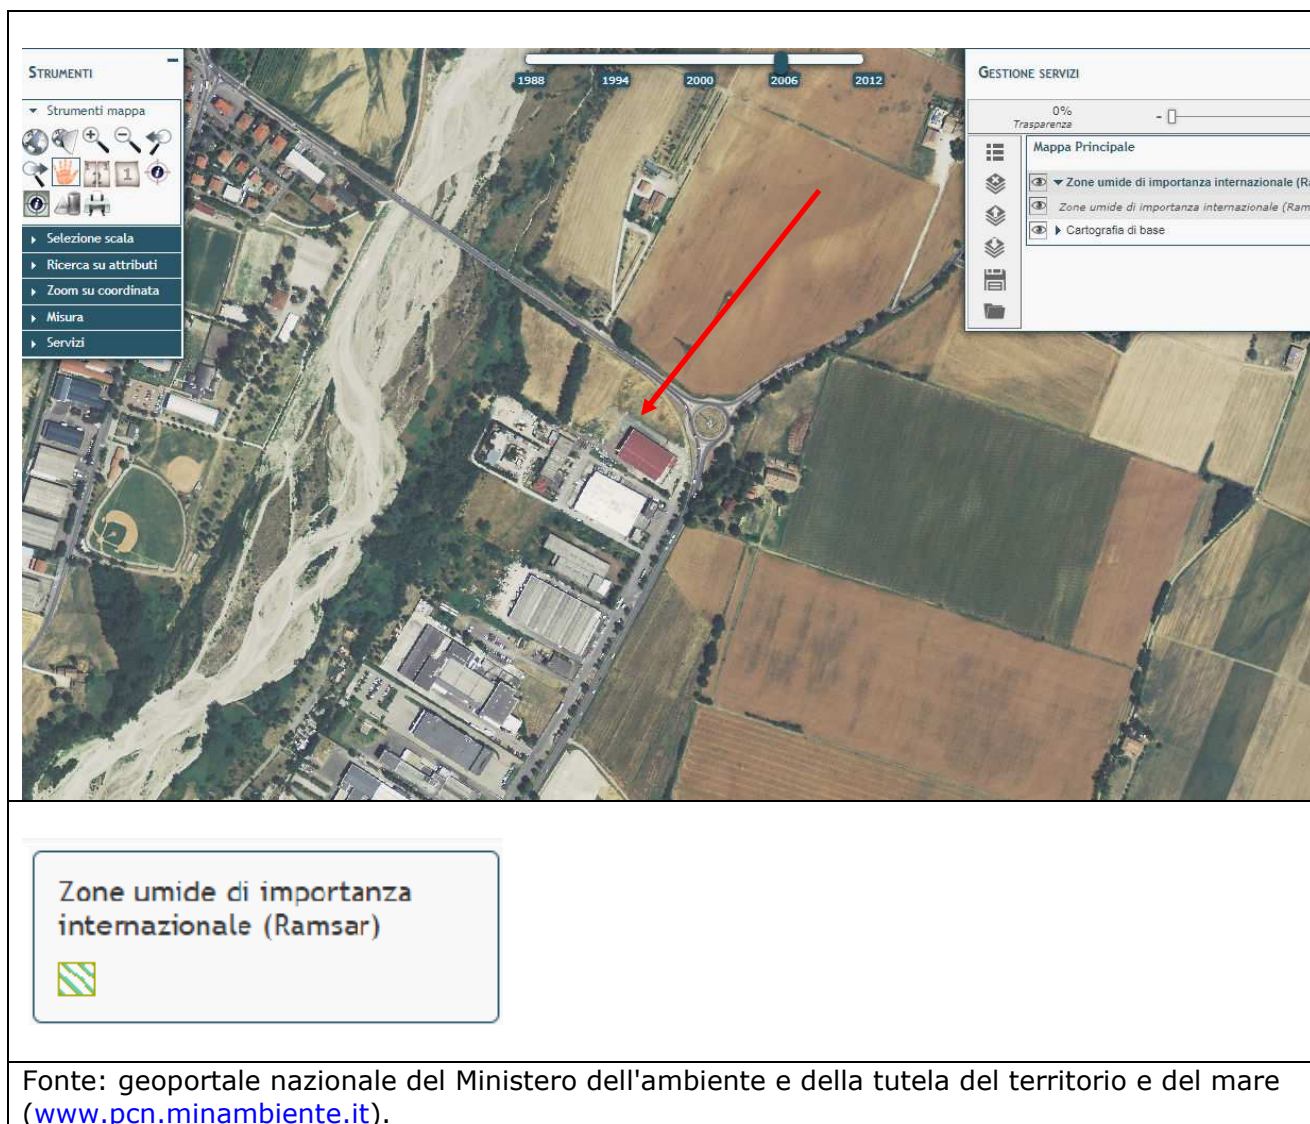 STRUMENTI
Strumenti mappa
1
Selezione scala
Ricerca su attributi
Zoom su coordinata
Misura
Servizi
1988 1994 2000 2006 2012
GESTIONE SERVIZI
0%
Trasparenza
Mappa Principale
Zone umide di importanza internazionale (Ra
Zone umide di importanza internazionale (Ram
Cartografia di base
Zone umide di importanza
internazionale (Ramsar)
Fonte: geoportale nazionale del Ministero dell'ambiente e della tutela del territorio e del mare
(www.pcn.minambiente.it).